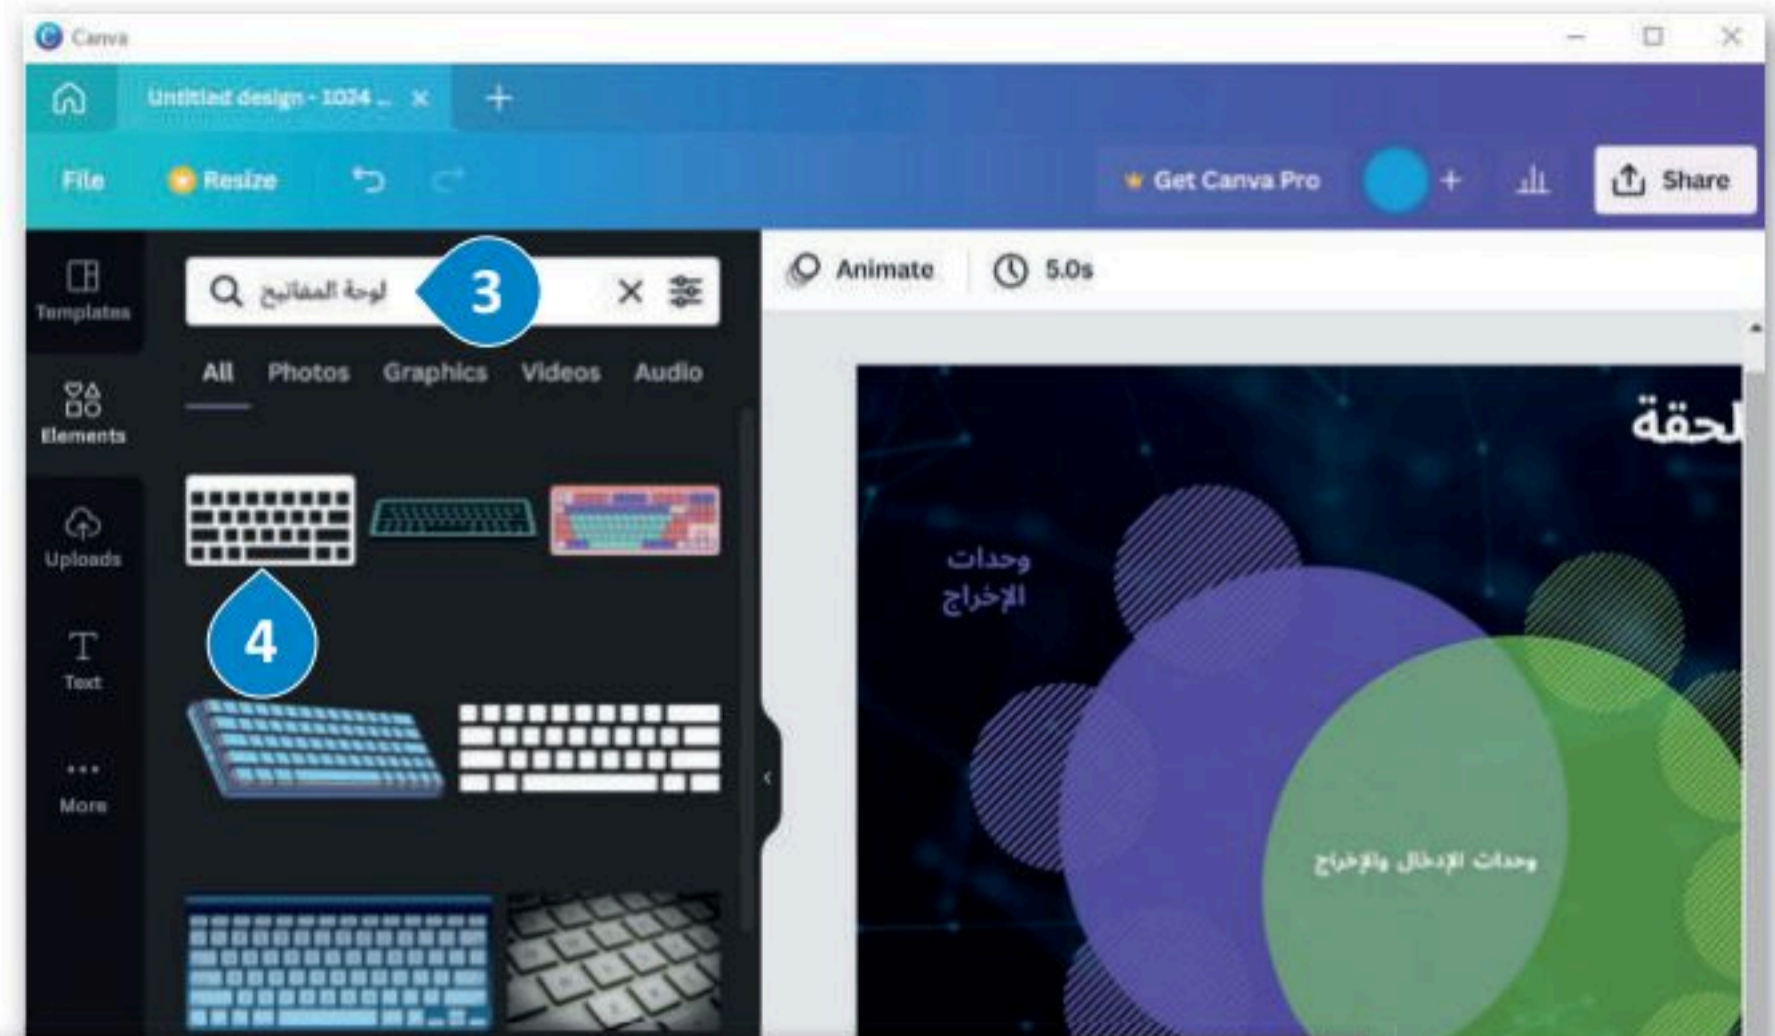 Canva
Untitled design - 1024 ...
File
Resize
Get Canva Pro
Share
Templates
Elements
Uploads
Text
More
لوحة المفاتيح
3
All Photos Graphics Videos Audio
4
Animate
5.0s
لحقة
وحدات
الإخراج
وحدات الإدخال والإخراج